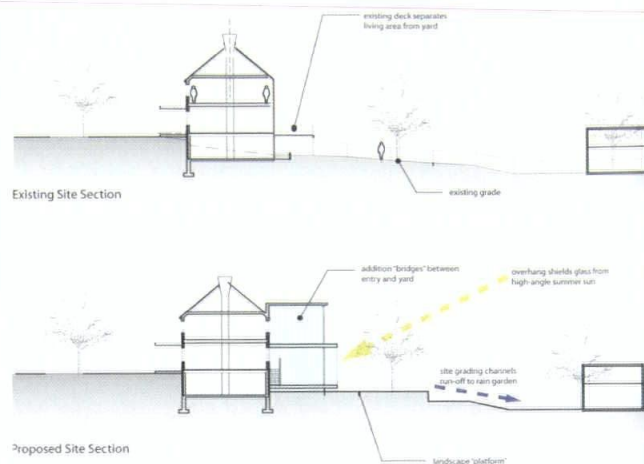 existing deck separates
living area from yard
existing grade
Existing Site Section
addition "bridges" between
entry and yard
overhang shields glass from
high-angle summer sun
site grading channels
run-off to rain garden
Proposed Site Section
landscape "platform"